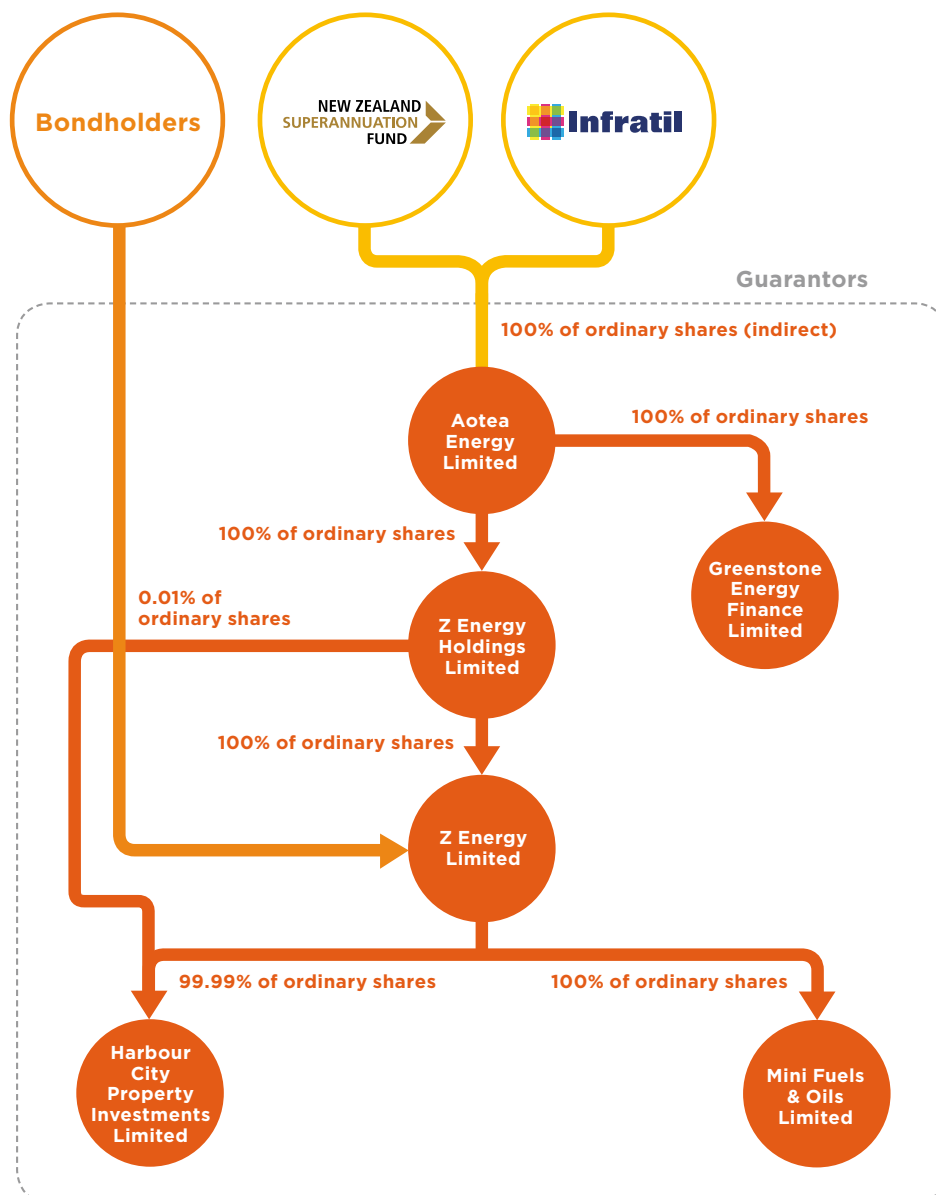 Bondholders
NEW ZEALAND
SUPERANNUATION
FUND
Infratil
Guarantors
100% of ordinary shares (indirect)
Aotea
Energy
Limited
100% of ordinary shares
100% of ordinary shares
Greenstone
Energy
Finance
Limited
0.01% of
ordinary shares
Z Energy
Holdings
Limited
100% of ordinary shares
Z Energy
Limited
99.99% of ordinary shares
100% of ordinary shares
Harbour
City
Property
Investments
Limited
Mini Fuels
& Oils
Limited